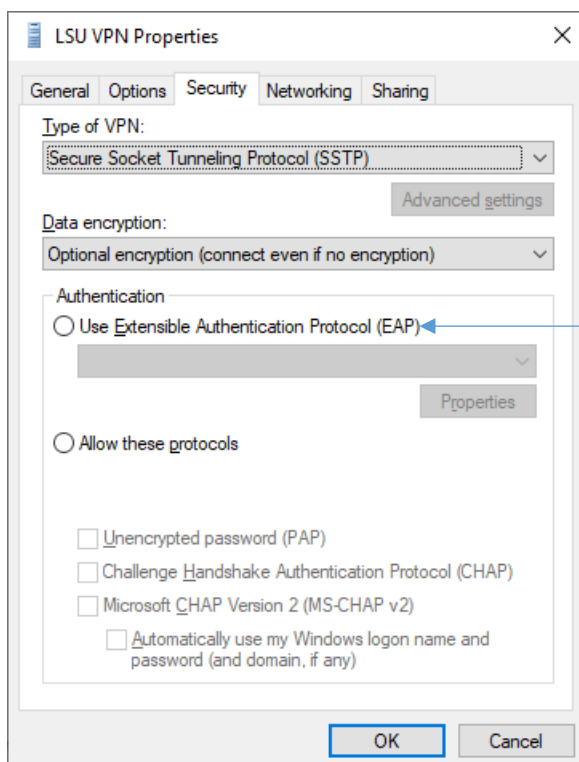 LSU VPN Properties
General Options Security Networking Sharing
Type of VPN:
Secure Socket Tunneling Protocol (SSTP)
Advanced settings
Data encryption:
Optional encryption (connect even if no encryption)
Authentication
Use Extensible Authentication Protocol (EAP)
Properties
Allow these protocols
Unencrypted password (PAP)
Challenge Handshake Authentication Protocol (CHAP)
Microsoft CHAP Version 2 (MS-CHAP v2)
Automatically use my Windows logon name and
password (and domain, if any)
OK Cancel